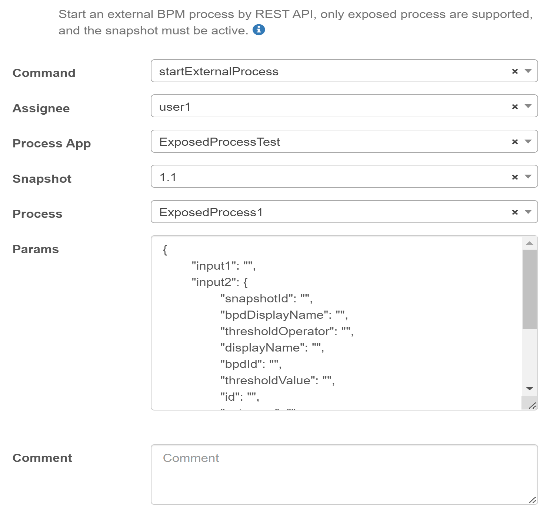 Start an external BPM process by REST API, only exposed process are supported,
and the snapshot must be active.
Command
startExternalProcess
Assignee
user1
Process App
ExposedProcessTest
Snapshot
1.1
Process
ExposedProcess1
Params
{
"input1": "",
"input2": {
"snapshotId": "",
"bpdDisplayName": "",
"thresholdOperator": "",
"displayName": "",
"bpdId": "",
"thresholdValue": "",
"id": "",
Comment
Comment